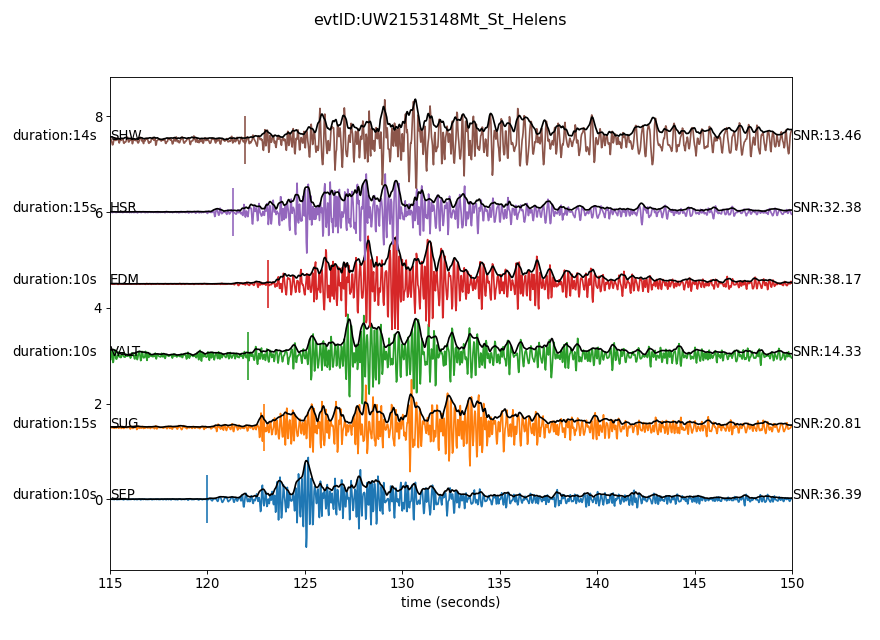 evtID:UW2153148Mt_St_Helens
8
duration:14s SHW SNR:13.46
duration:15s HSR SNR:32.38
6
duration:10s EDM SNR:38.17
4
duration:10s VALT SNR:14.33
2
duration:15s SUG SNR:20.81
duration:10s SEP SNR:36.39
0
115 120 125 130 135 140 145 150
time (seconds)